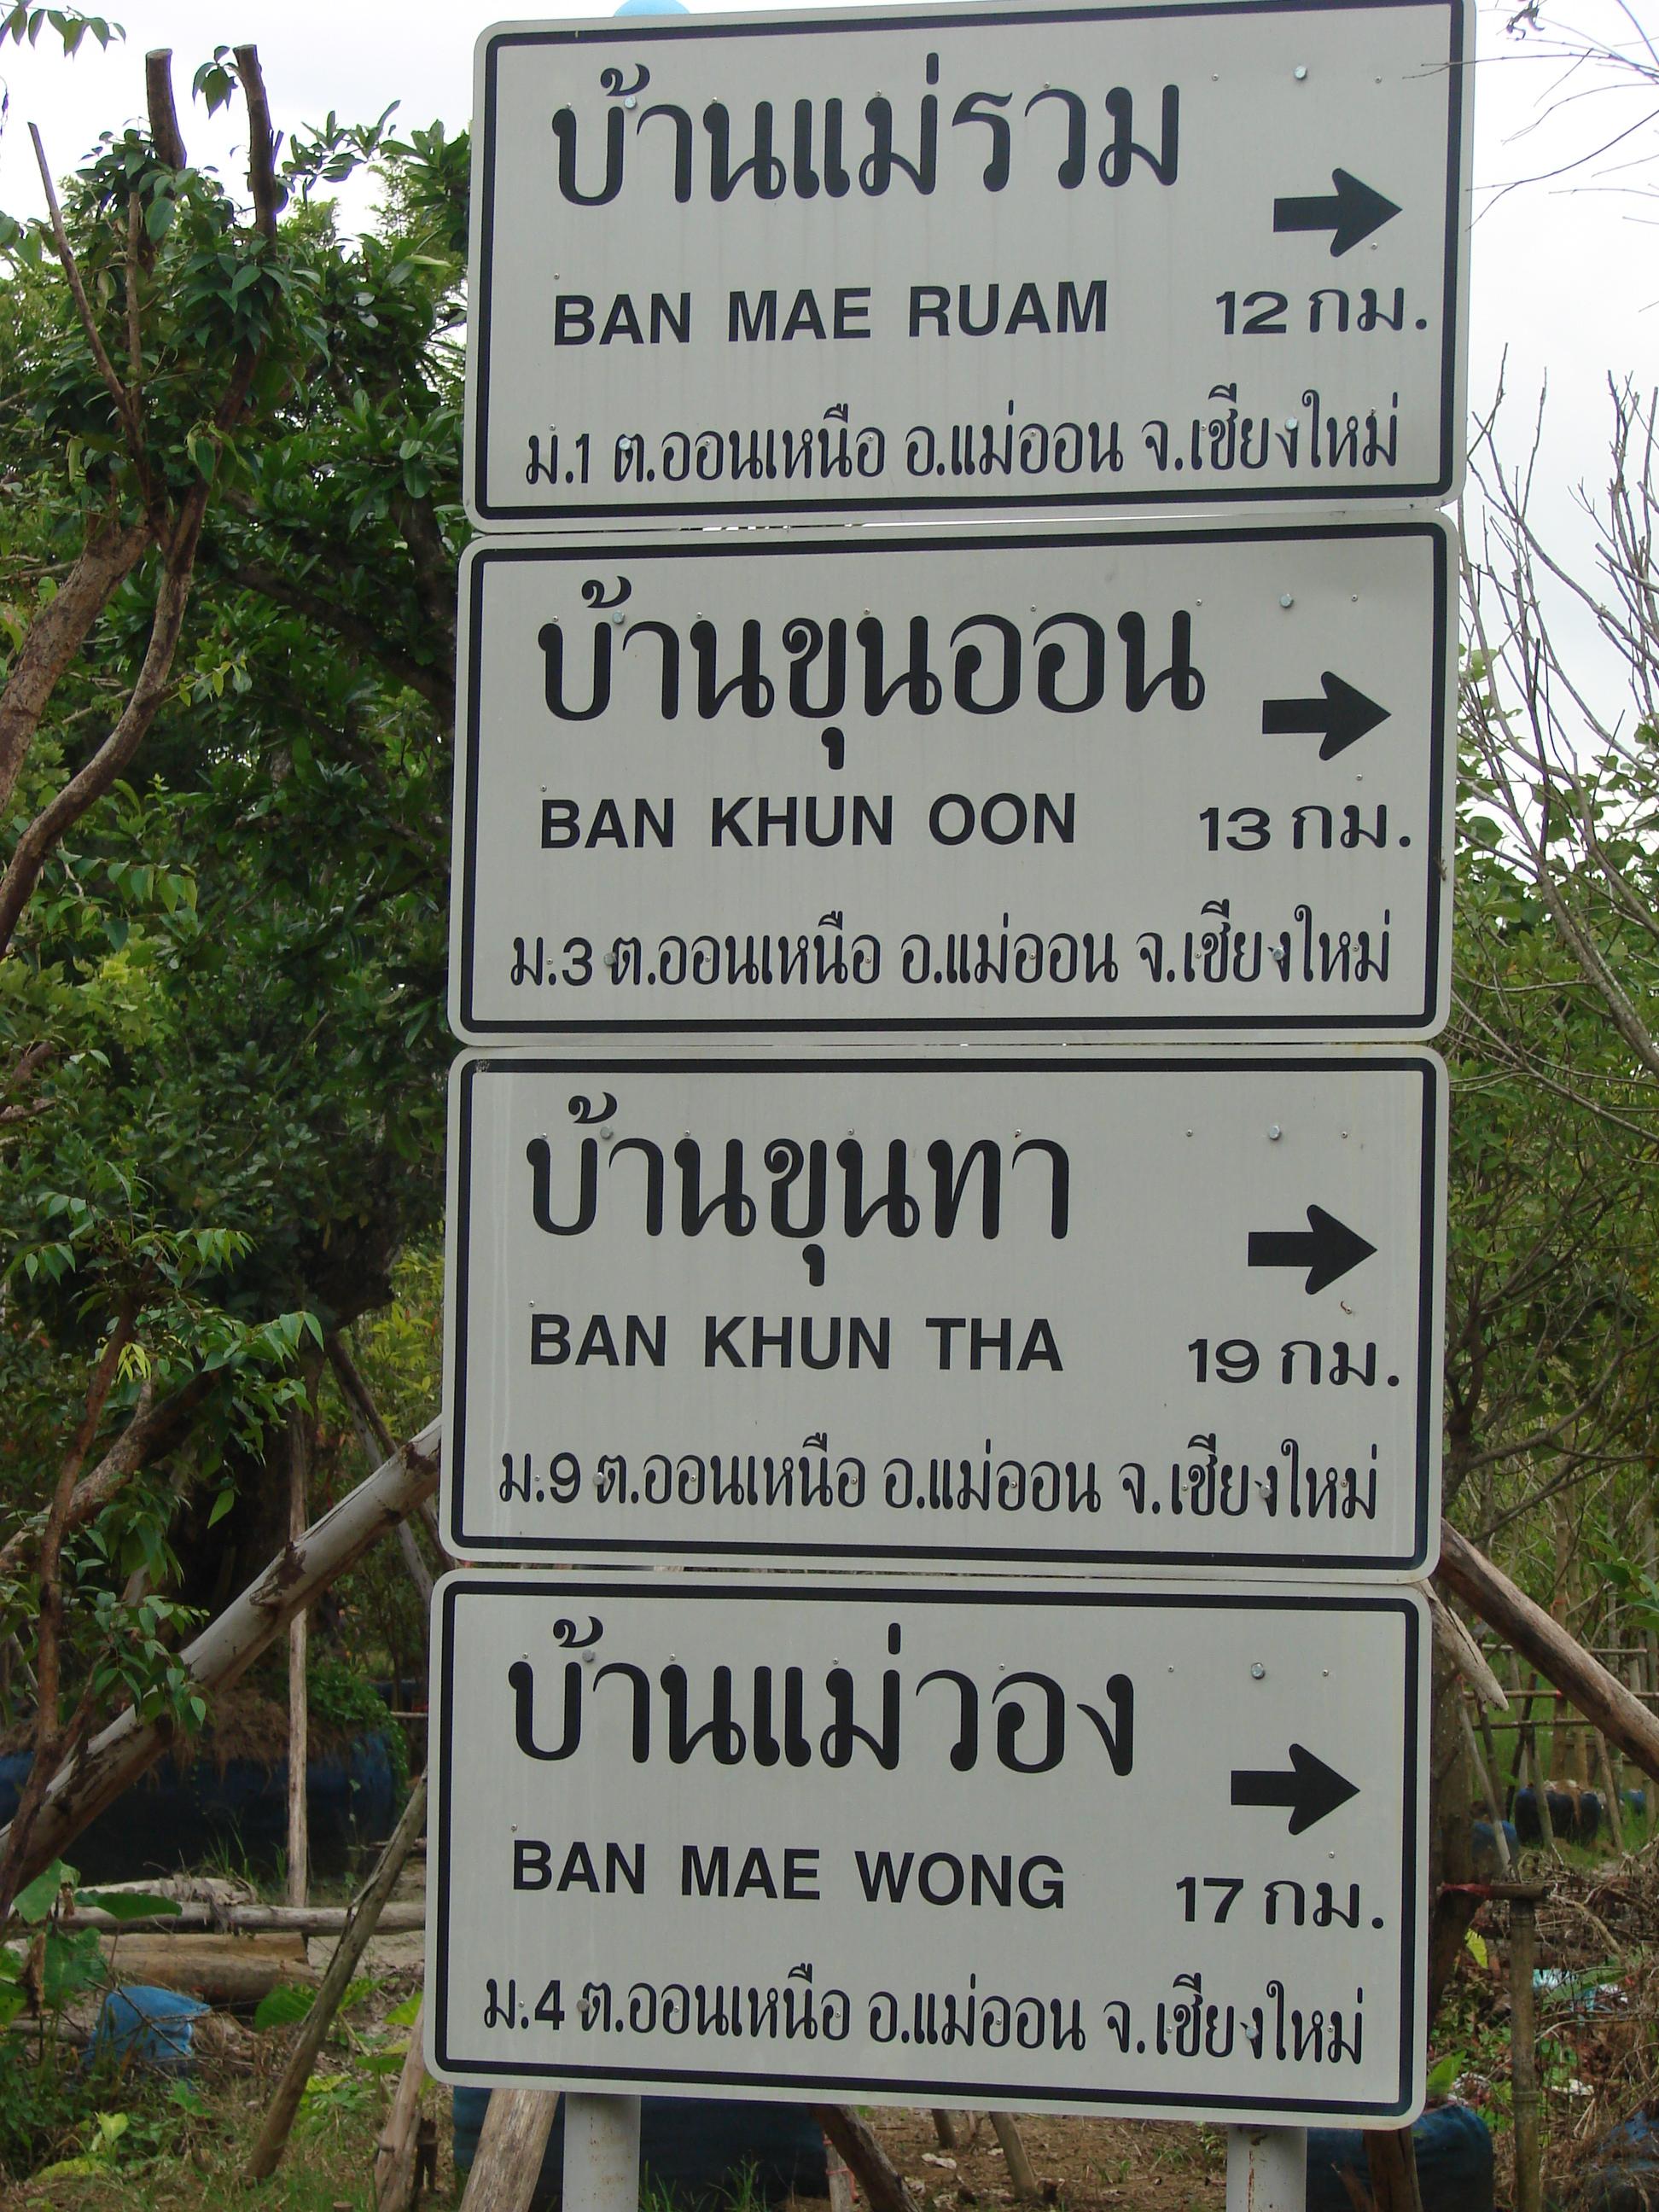 บ้านแม่รวม
BAN MAE RUAM 12 กม.
ม.1 ต.ออนเหนือ อ.แม่ออน จ.เชียงใหม่
บ้านขุนออน
BAN KHUN OON 13 กม.
ม.3 ต.ออนเหนือ อ.แม่ออน จ.เชียงใหม่
บ้านขุนทา
BAN KHUN THA 19 กม.
ม.9 ต.ออนเหนือ อ.แม่ออน จ.เชียงใหม่
บ้านแม่วอง
BAN MAE WONG 17 กม.
ม.4 ต.ออนเหนือ อ.แม่ออน จ.เชียงใหม่